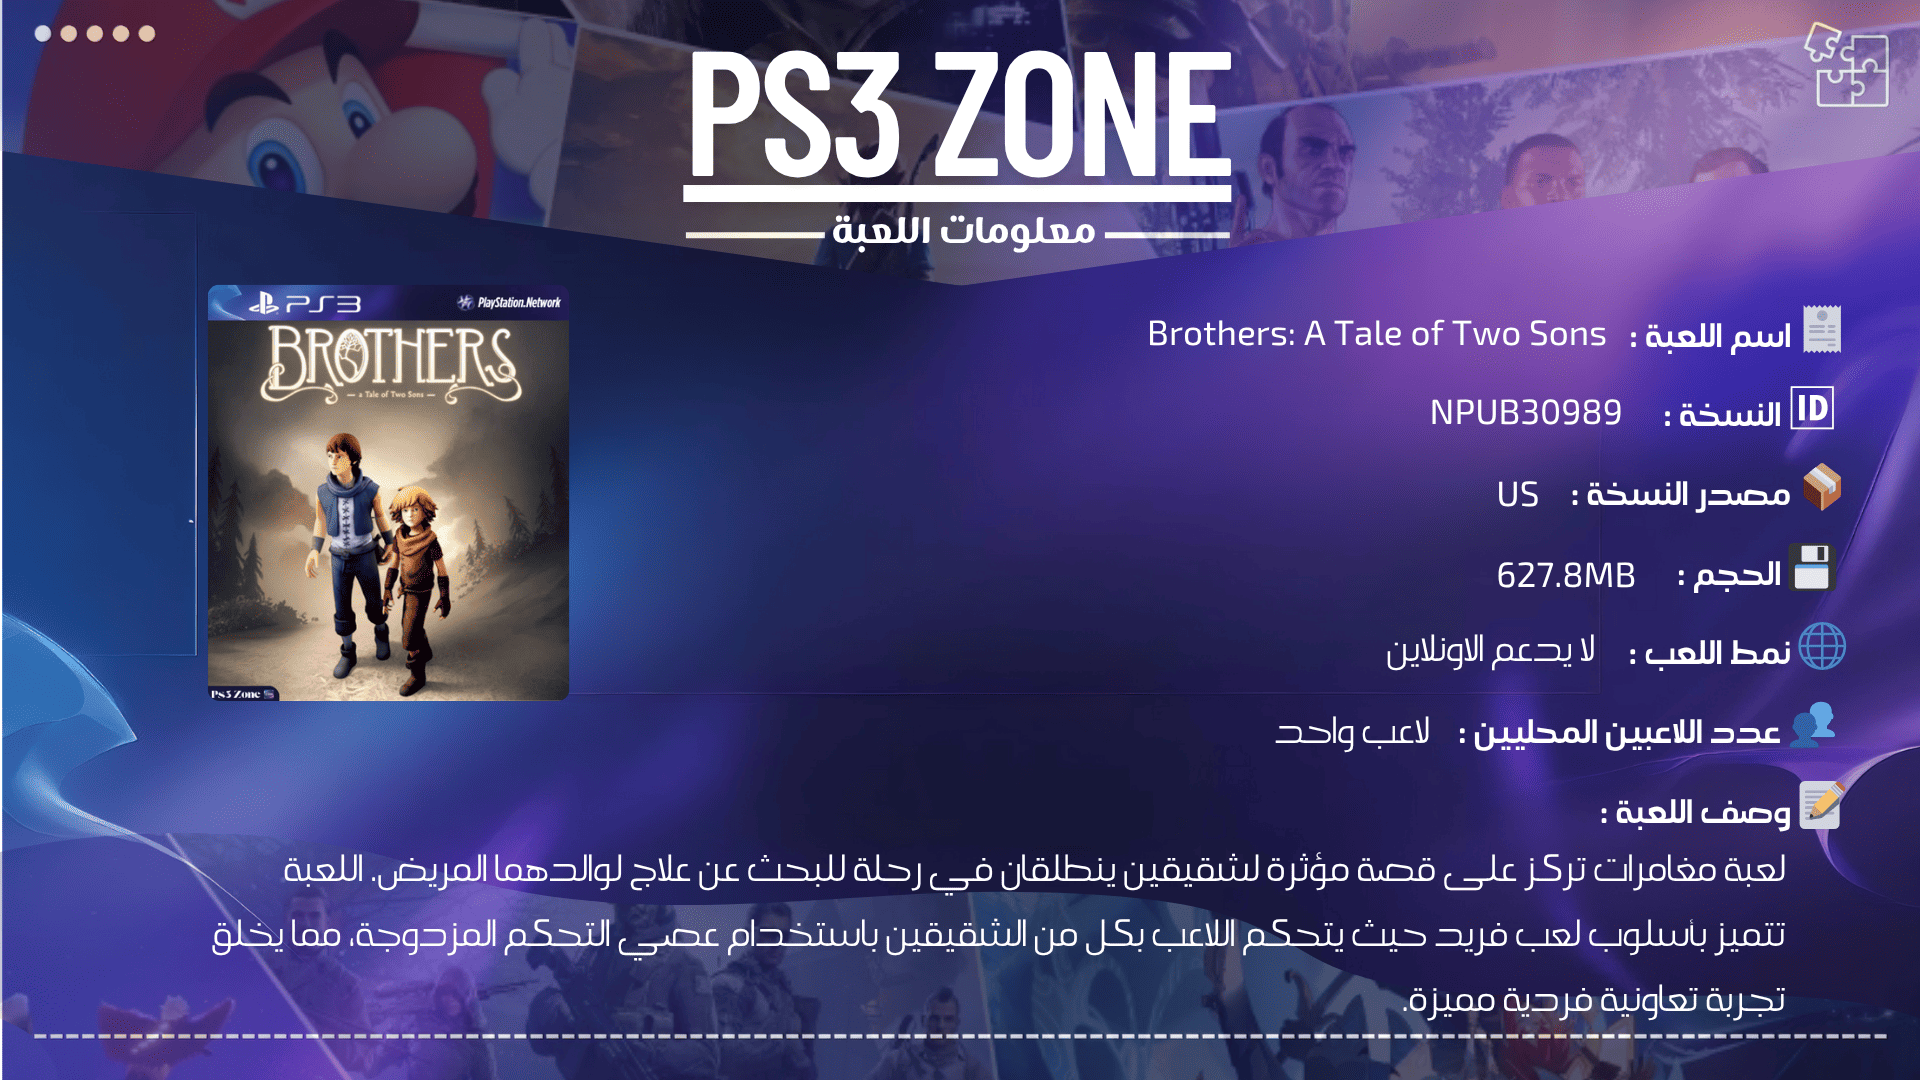 PS3 ZONE
معلومات اللعبة
PS3 PlayStation.Network
BROTHERS
a Tale of Two Sons
Ps3 Zone
اسم اللعبة : Brothers: A Tale of Two Sons
ID النسخة : NPUB30989
مصدر النسخة : US
الحجم : 627.8MB
نمط اللعب : لا يدعم الاونلاين
عدد اللاعبين المحليين : لاعب واحد
وصف اللعبة :
لعبة مغامرات تركز على قصة مؤثرة لشقيقين ينطلقان في رحلة للبحث عن علاج لوالدهما المريض. اللعبة
تتميز بأسلوب لعب فريد حيث يتحكم اللاعب بكل من الشقيقين باستخدام عصي التحكم المزدوجة، مما يخلق
تجربة تعاونية فردية مميزة.